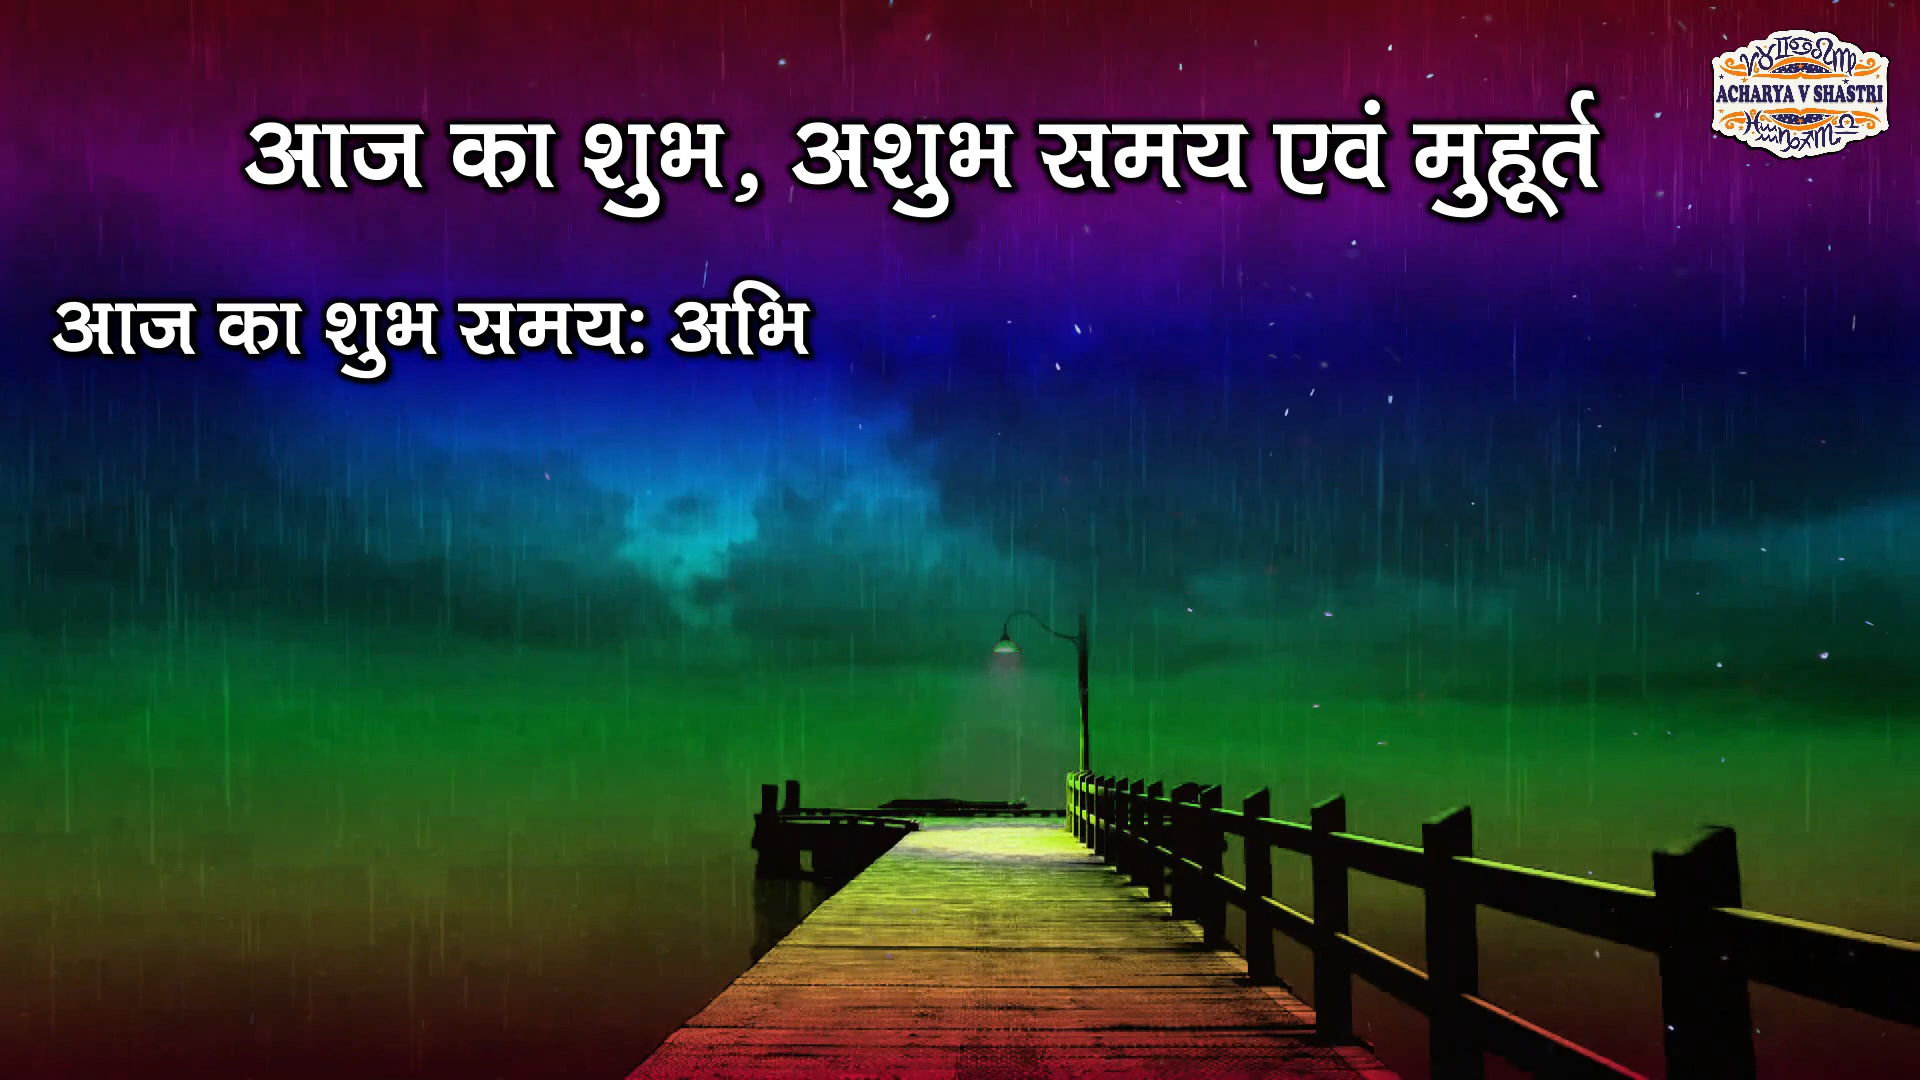 आज का शुभ, अशुभ समय एवं मुहूर्त
ACHARYA V SHASTRI
आज का शुभ समय: अभि